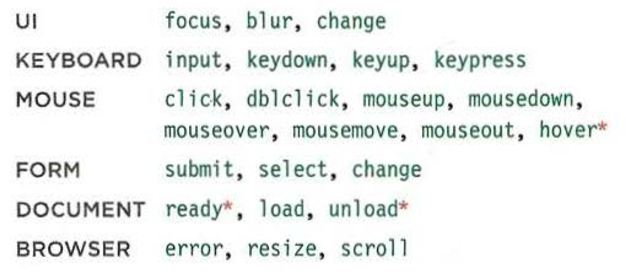 UI focus, blur, change
KEYBOARD input, keydown, keyup, keypress
MOUSE click, dblclick, mouseup, mousedown,
mouseover, mousemove, mouseout, hover*
FORM submit, select, change
DOCUMENT ready*, load, unload*
BROWSER error, resize, scroll